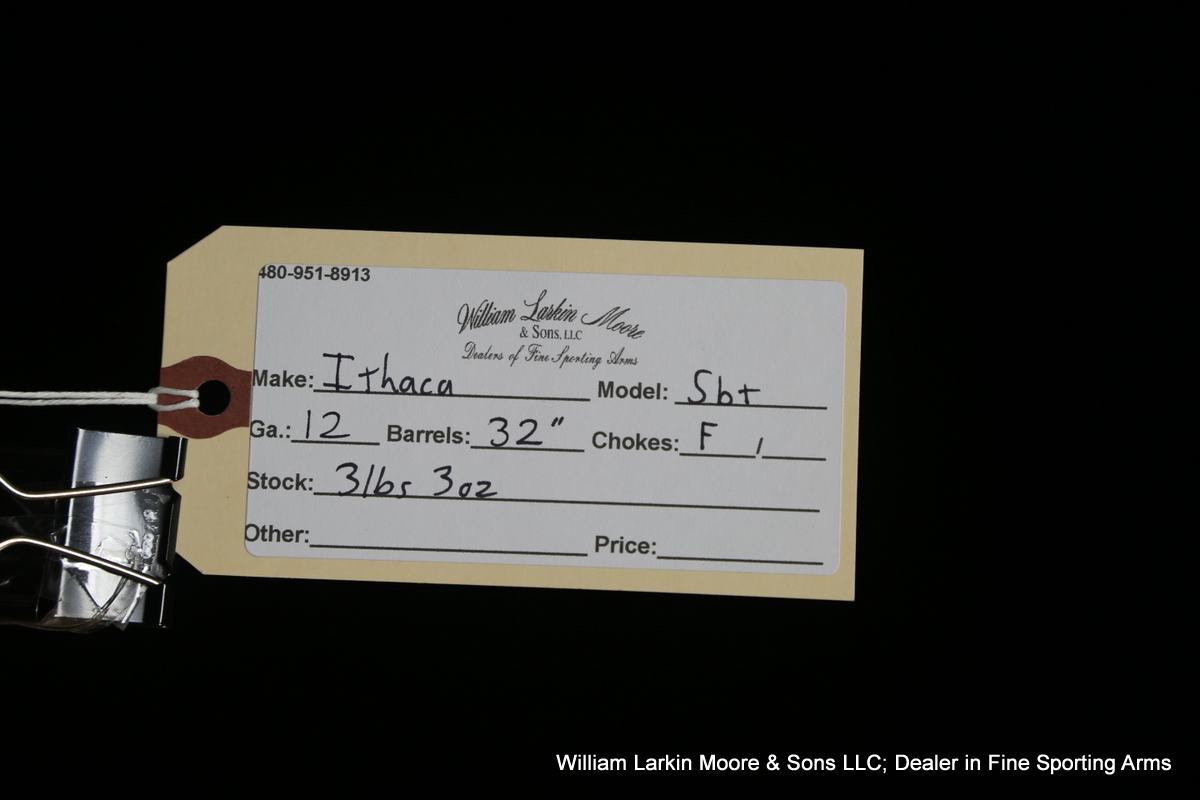 480-951-8913
William Larkin Moore
& Sons, LLC
Dealers of Fine Sporting Arms
Make: Ithaca Model: Sbt
Ga.: 12 Barrels: 32" Chokes: F /
Stock: 3lbs 3oz
Other: Price:
William Larkin Moore & Sons LLC; Dealer in Fine Sporting Arms